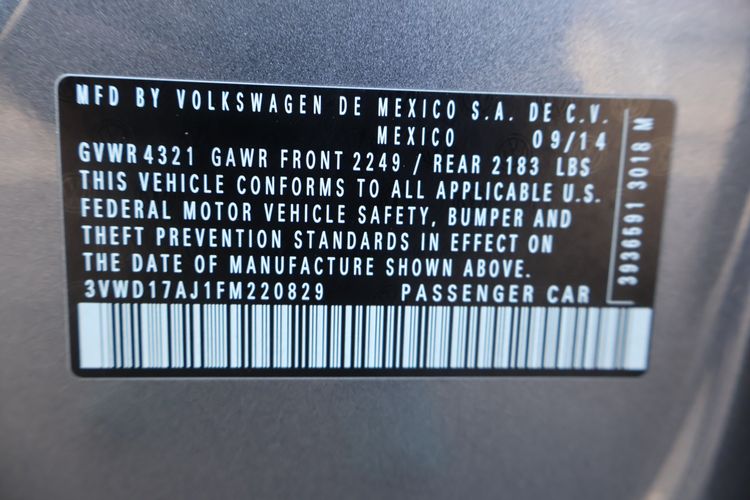 MFD BY VOLKSWAGEN DE MEXICO S.A. DE C.V.
MEXICO 09/14
GVWR 4321 GAWR FRONT 2249 / REAR 2183 LBS
THIS VEHICLE CONFORMS TO ALL APPLICABLE U.S.
FEDERAL MOTOR VEHICLE SAFETY, BUMPER AND
THEFT PREVENTION STANDARDS IN EFFECT ON
THE DATE OF MANUFACTURE SHOWN ABOVE.
3VWD17AJ1FM220829 PASSENGER CAR
3936591 3018 M